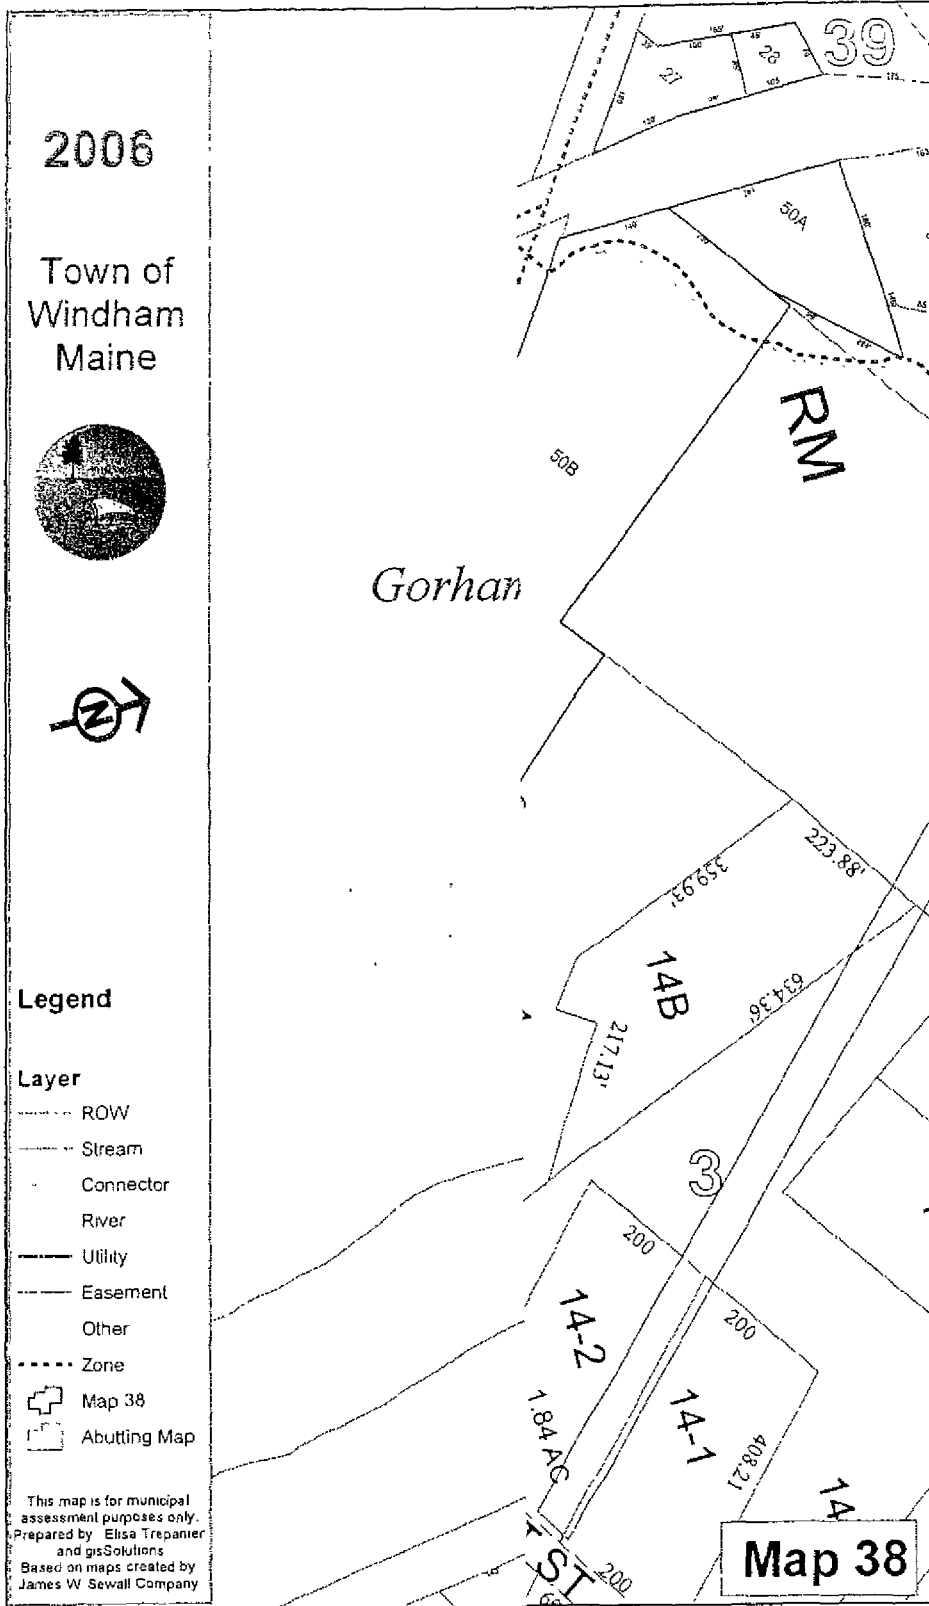 2006
Town of
Windham
Maine
N
Legend
Layer
ROW
Stream
Connector
River
Utility
Easement
Other
Zone
Map 38
Abutting Map
This map is for municipal
assessment purposes only.
Prepared by Elisa Trepanier
and gisSolutions
Based on maps created by
James W Sewall Company
39
27
28
50A
RM
50B
Gorhan
223.88'
359.93'
14B
634.36'
217.13'
3
200
14-2
200
1.84 AC
14-1
408.21
14
ST
200
Map 38